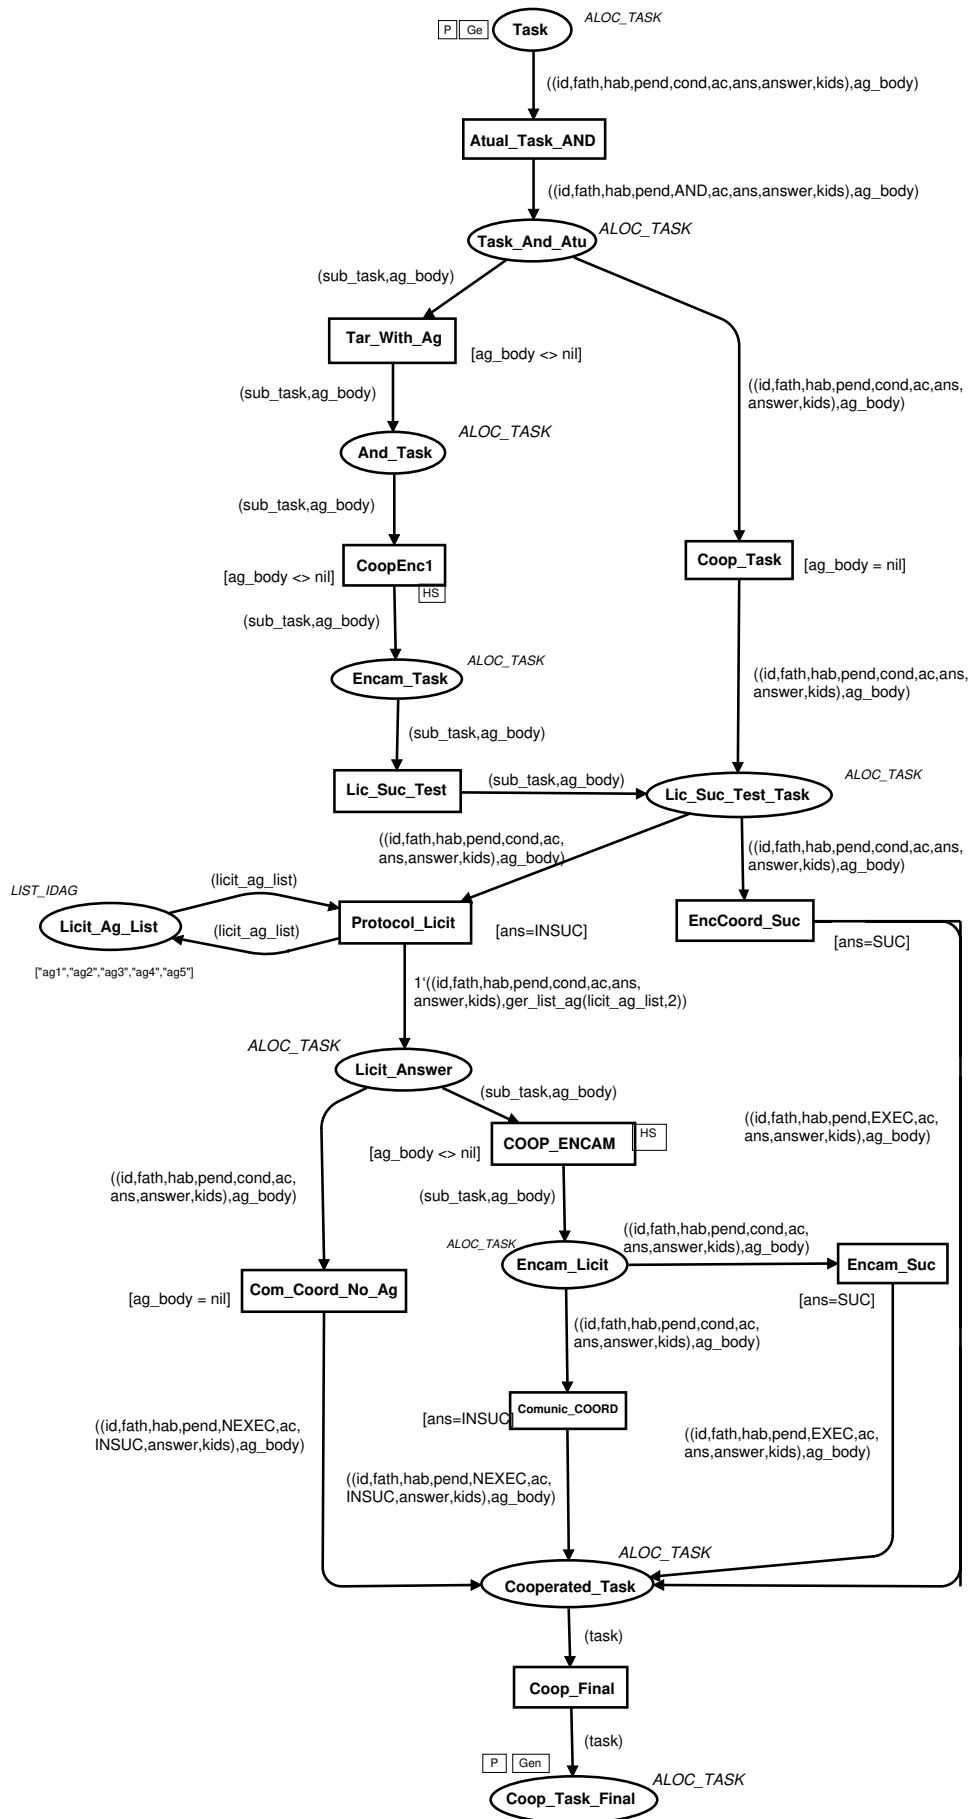 P
Ge
Task
ALOC_TASK
((id,fath,hab,pend,cond,ac,ans,answer,kids),ag_body)
Atual_Task_AND
((id,fath,hab,pend,AND,ac,ans,answer,kids),ag_body)
Task_And_Atu
ALOC_TASK
(sub_task,ag_body)
Tar_With_Ag
[ag_body <> nil]
(sub_task,ag_body)
((id,fath,hab,pend,cond,ac,ans,
answer,kids),ag_body)
And_Task
ALOC_TASK
(sub_task,ag_body)
CoopEnc1
[ag_body <> nil]
HS
Coop_Task
[ag_body = nil]
(sub_task,ag_body)
Encam_Task
ALOC_TASK
((id,fath,hab,pend,cond,ac,ans,
answer,kids),ag_body)
(sub_task,ag_body)
Lic_Suc_Test
(sub_task,ag_body)
Lic_Suc_Test_Task
ALOC_TASK
((id,fath,hab,pend,cond,ac,
ans,answer,kids),ag_body)
((id,fath,hab,pend,cond,ac,ans,
answer,kids),ag_body)
LIST_IDAG
(licit_ag_list)
Licit_Ag_List
(licit_ag_list)
Protocol_Licit
[ans=INSUC]
EncCoord_Suc
[ans=SUC]
["ag1","ag2","ag3","ag4","ag5"]
1‘((id,fath,hab,pend,cond,ac,ans,
answer,kids),ger_list_ag(licit_ag_list,2))
ALOC_TASK
Licit_Answer
(sub_task,ag_body)
COOP_ENCAM
HS
[ag_body <> nil]
((id,fath,hab,pend,EXEC,ac,
ans,answer,kids),ag_body)
((id,fath,hab,pend,cond,ac,
ans,answer,kids),ag_body)
(sub_task,ag_body)
ALOC_TASK
Encam_Licit
((id,fath,hab,pend,cond,ac,
ans,answer,kids),ag_body)
Encam_Suc
[ans=SUC]
Com_Coord_No_Ag
[ag_body = nil]
((id,fath,hab,pend,cond,ac,
ans,answer,kids),ag_body)
Comunic_COORD
[ans=INSUC]
((id,fath,hab,pend,NEXEC,ac,
INSUC,answer,kids),ag_body)
((id,fath,hab,pend,EXEC,ac,
ans,answer,kids),ag_body)
((id,fath,hab,pend,NEXEC,ac,
INSUC,answer,kids),ag_body)
ALOC_TASK
Cooperated_Task
(task)
Coop_Final
(task)
P
Gen
ALOC_TASK
Coop_Task_Final